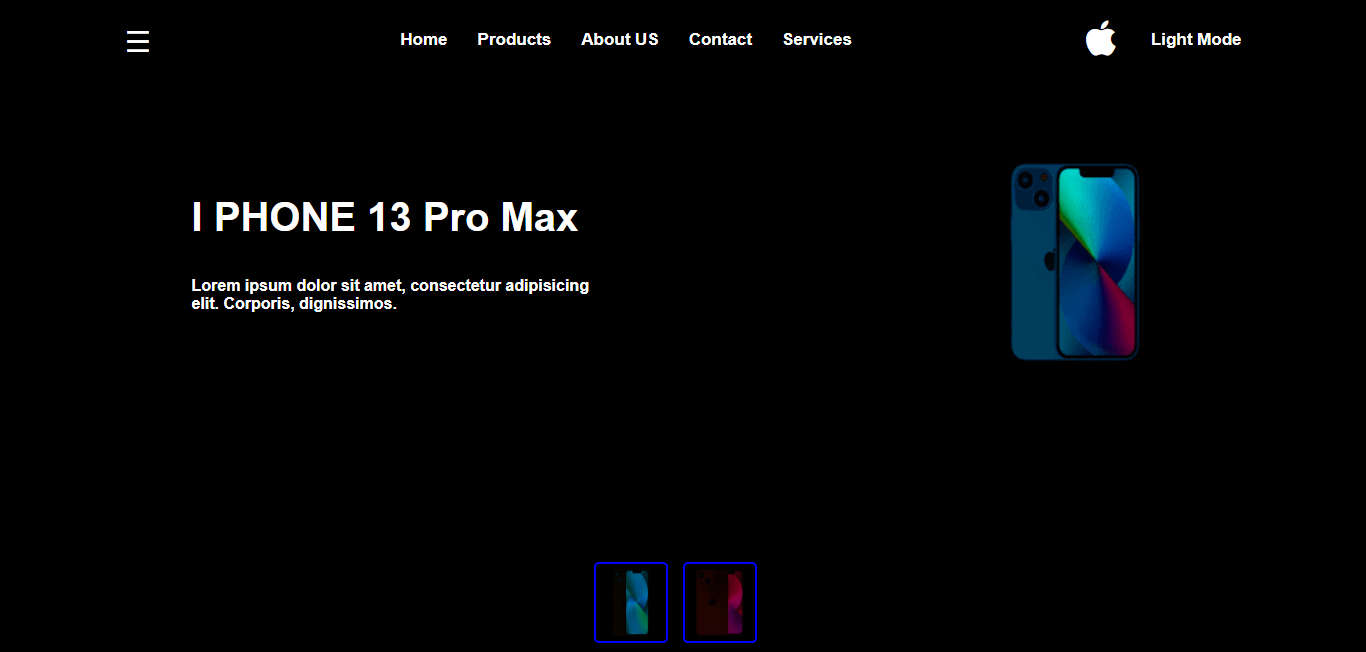 Home Products About US Contact Services Light Mode
I PHONE 13 Pro Max
Lorem ipsum dolor sit amet, consectetur adipisicing
elit. Corporis, dignissimos.